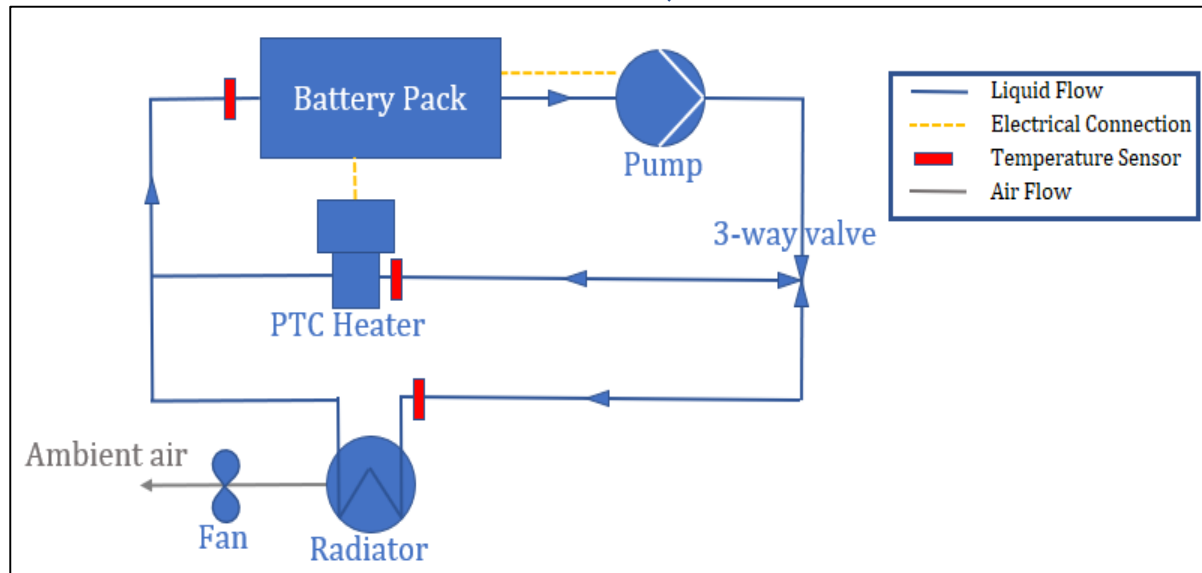 Battery Pack
Pump
Liquid Flow
Electrical Connection
Temperature Sensor
Air Flow
3-way valve
PTC Heater
Ambient air
Fan
Radiator